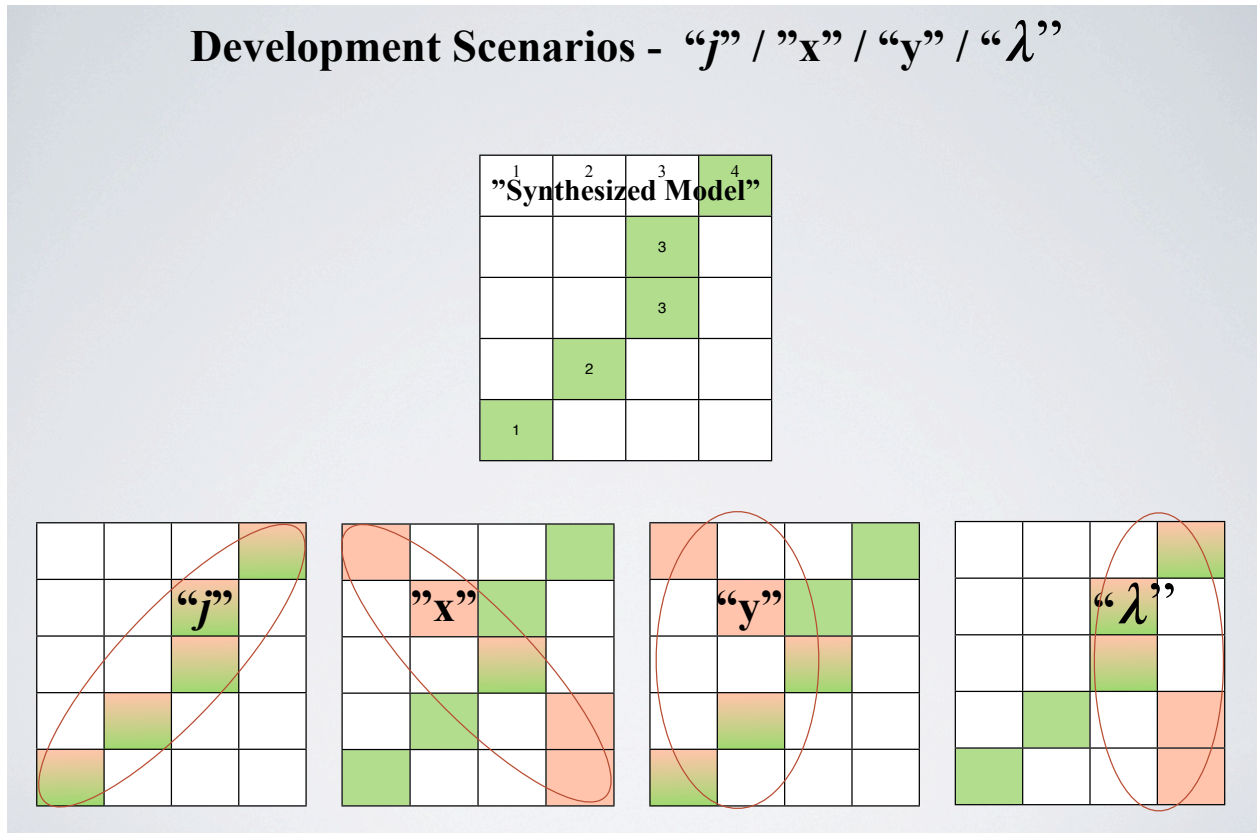 Development Scenarios - “j” / ”x” / “y” / “λ”
1 2 3 4
”Synthesized Model”
3
3
2
1
“j” ”x” “y” “λ”